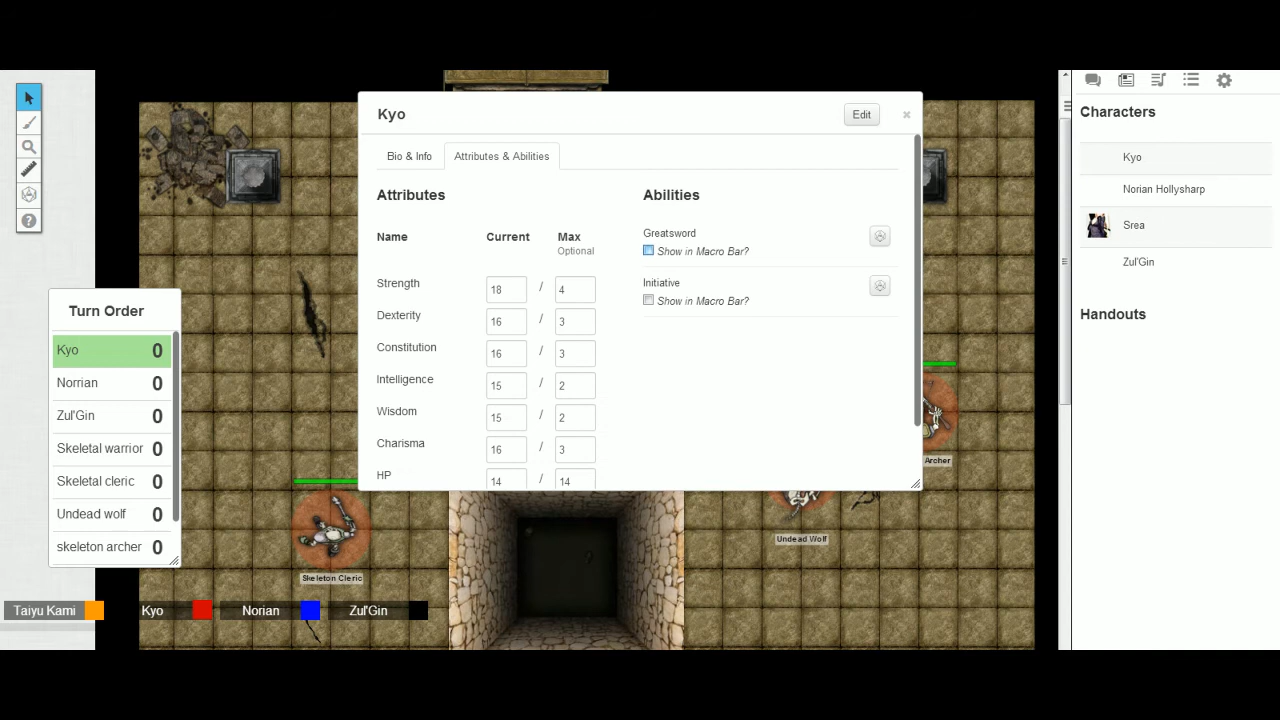 Kyo
Edit
×
Bio & Info
Attributes & Abilities
Attributes
Name
Current
Max
Optional
Strength
18 / 4
Dexterity
16 / 3
Constitution
16 / 3
Intelligence
15 / 2
Wisdom
15 / 2
Charisma
16 / 3
HP
14 / 14
Abilities
Greatsword
Show in Macro Bar?
Initiative
Show in Macro Bar?
Turn Order
Kyo 0
Norrian 0
Zul'Gin 0
Skeletal warrior 0
Skeletal cleric 0
Undead wolf 0
skeleton archer 0
Archer
Undead Wolf
Skeleton Cleric
Taiyu Kami
Kyo
Norian
Zul'Gin
Characters
Kyo
Norian Hollysharp
Srea
Zul'Gin
Handouts